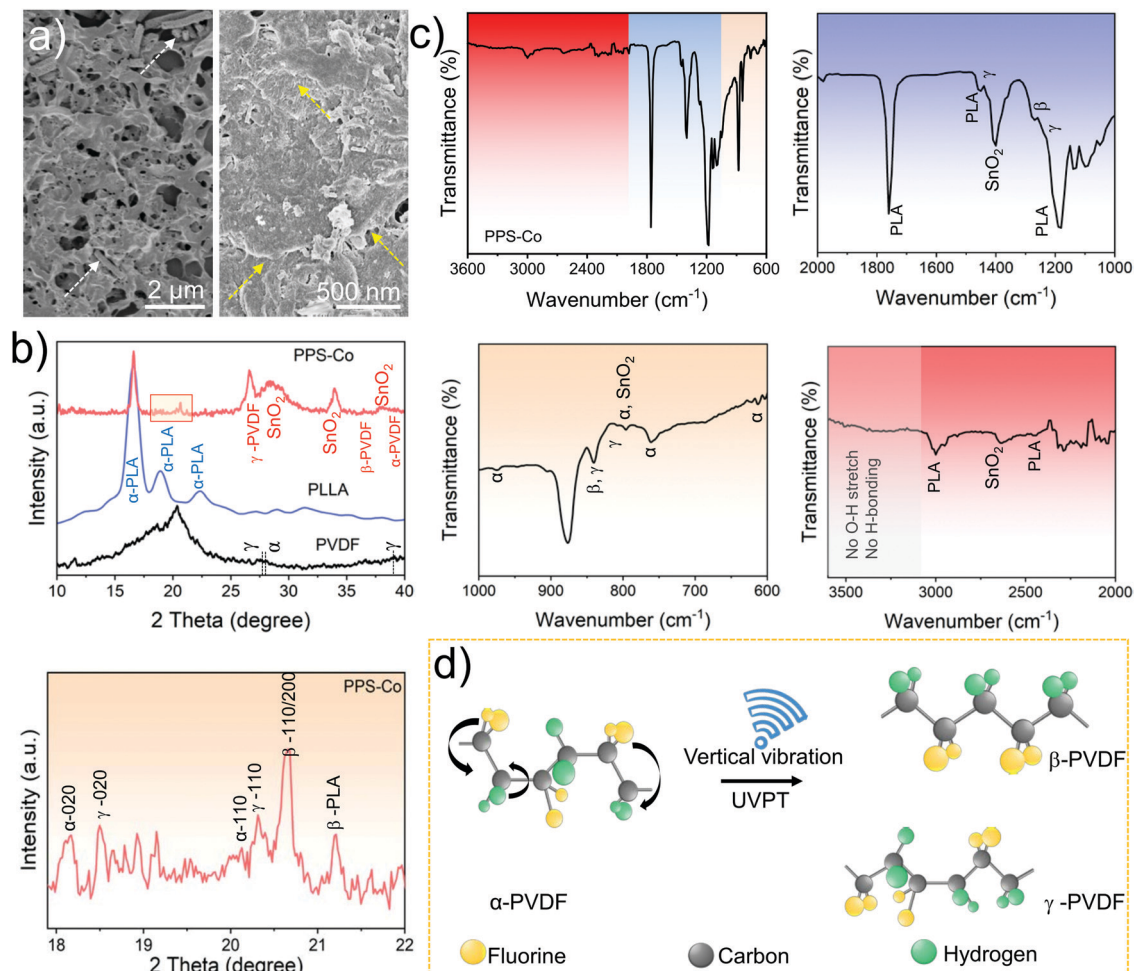 a)
2 μm
500 nm
c)
Transmittance (%)
PPS-Co
3600 3000 2400 1800 1200 600
Wavenumber (cm⁻¹)
Transmittance (%)
PLA
PLA
γ
SnO₂
β
γ
PLA
2000 1800 1600 1400 1200 1000
Wavenumber (cm⁻¹)
b)
Intensity (a.u.)
PPS-Co
γ -PVDF
SnO₂
SnO₂
β-PVDF
SnO₂
α-PVDF
α-PLA
α-PLA
α-PLA
PLLA
PVDF
γ
α
γ
10 15 20 25 30 35 40
2 Theta (degree)
Transmittance (%)
α
β, γ
γ
α, SnO₂
α
α
1000 900 800 700 600
Wavenumber (cm⁻¹)
Transmittance (%)
No O-H stretch
No H-bonding
PLA
SnO₂
PLA
3500 3000 2500 2000
Wavenumber (cm⁻¹)
Intensity (a.u.)
PPS-Co
α-020
γ -020
α-110
γ -110
β -110/200
β -PLA
18 19 20 21 22
2 Theta (degree)
d)
Vertical vibration
UVPT
β-PVDF
α-PVDF
γ -PVDF
Fluorine
Carbon
Hydrogen